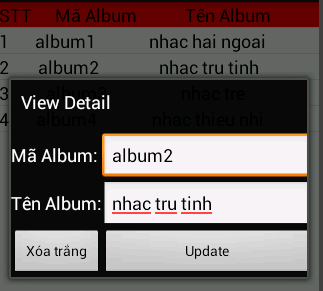 STT Mã Album Tên Album
1 album1 nhac hai ngoai
2 album2 nhac tru tinh
3 nhac tre
4 album4 nhac thieu nhi
View Detail
Mã Album: album2
Tên Album: nhac tru tinh
Xóa trắng Update